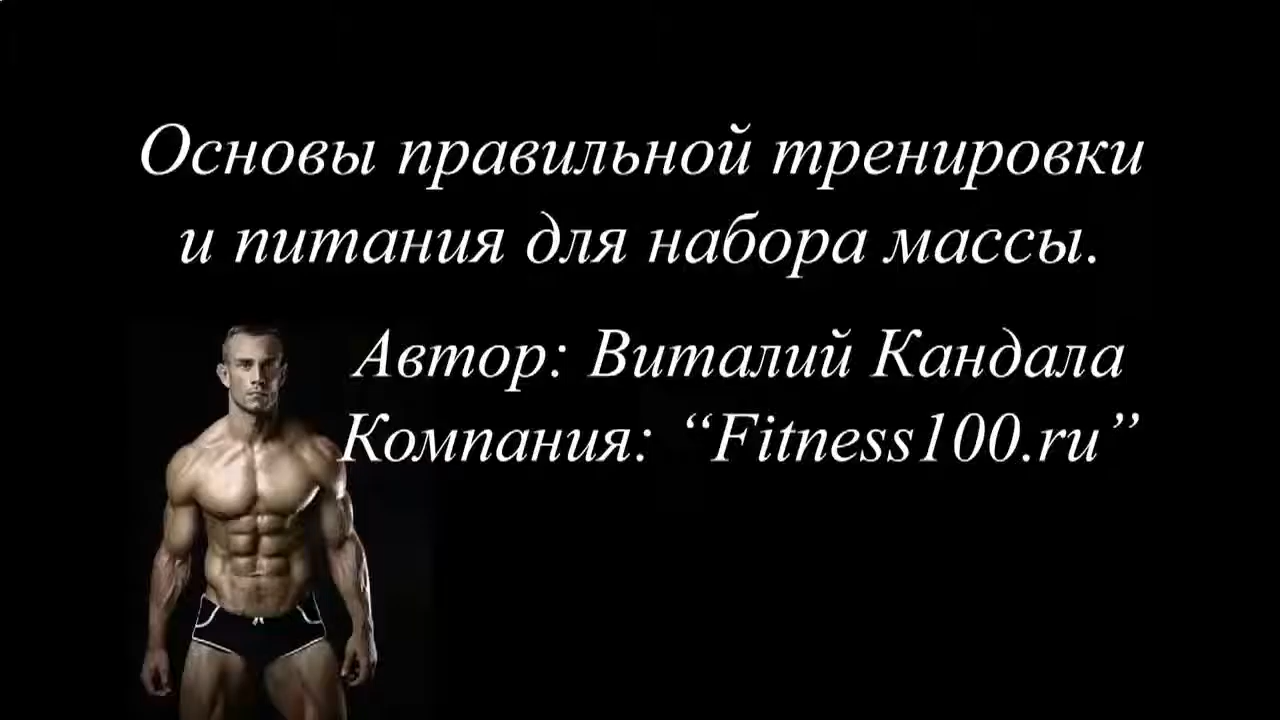 Основы правильной тренировки
и питания для набора массы.
Автор: Виталий Кандала
Компания: “Fitness100.ru”